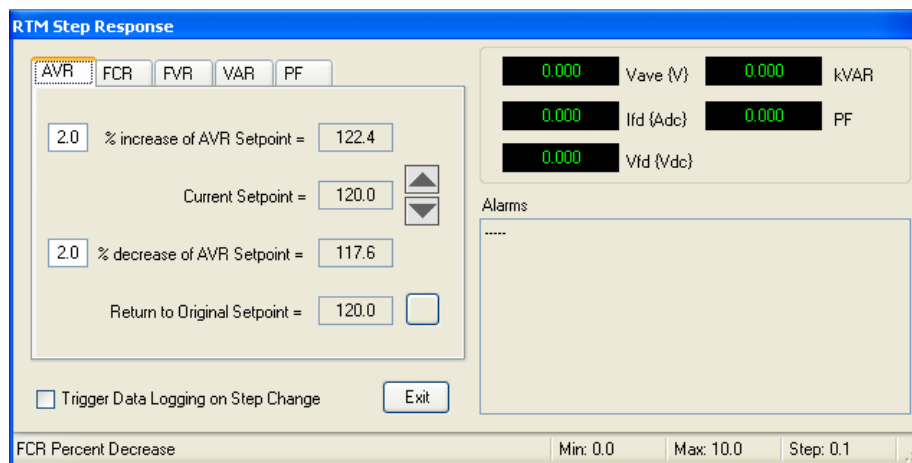 RTM Step Response
AVR FCR FVR VAR PF
2.0 % increase of AVR Setpoint = 122.4
Current Setpoint = 120.0
2.0 % decrease of AVR Setpoint = 117.6
Return to Original Setpoint = 120.0
Trigger Data Logging on Step Change Exit
0.000 Vave {V} 0.000 kVAR
0.000 Ifd {Adc} 0.000 PF
0.000 Vfd {Vdc}
Alarms
-----
FCR Percent Decrease Min: 0.0 Max: 10.0 Step: 0.1